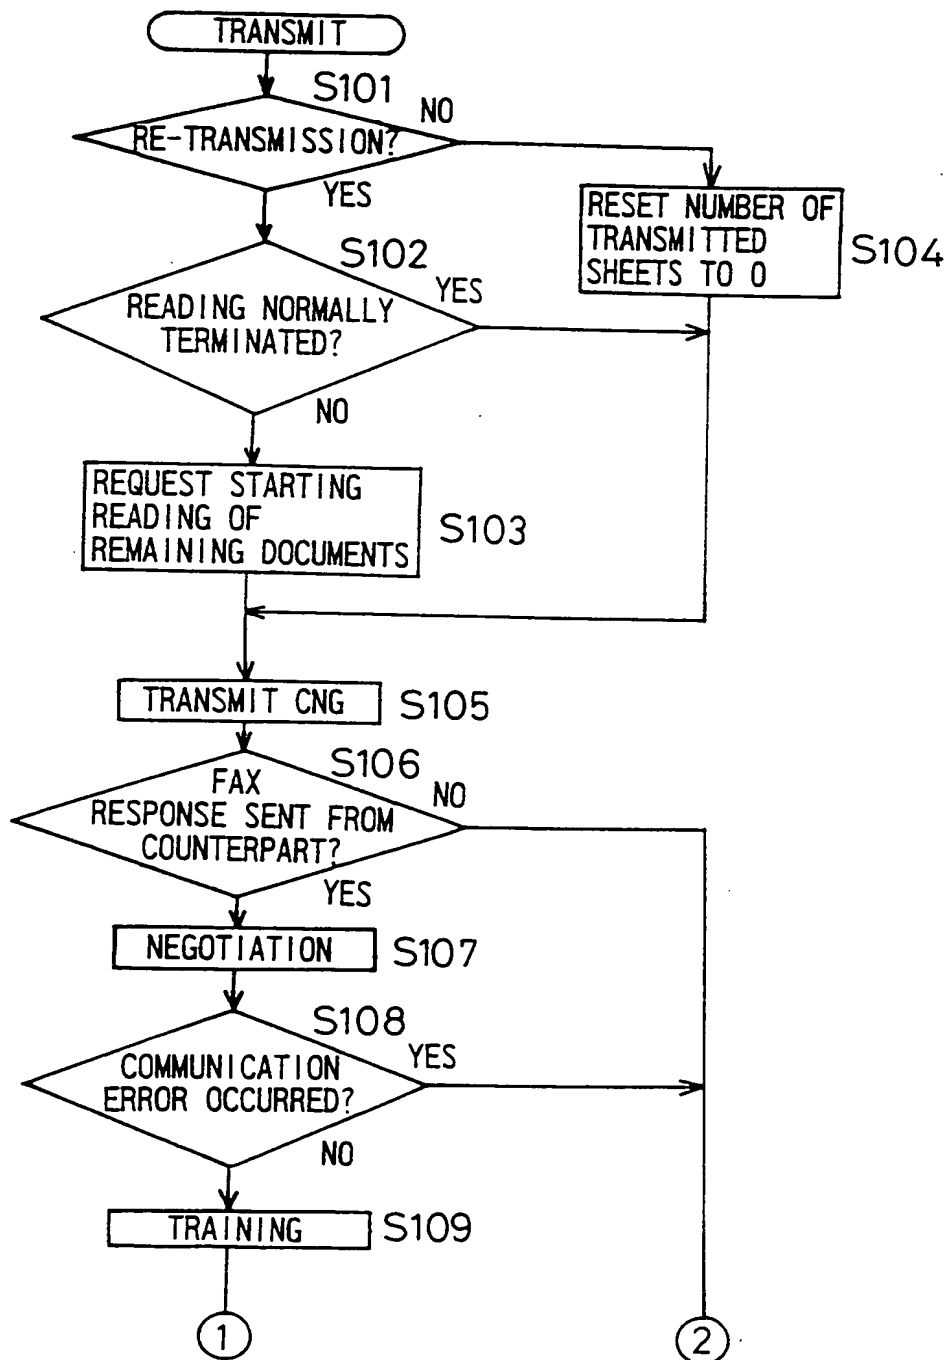 TRANSMIT
S101
NO
RE-TRANSMISSION?
YES
RESET NUMBER OF
TRANSMITTED
SHEETS TO 0
S104
S102
YES
READING NORMALLY
TERMINATED?
NO
REQUEST STARTING
READING OF
REMAINING DOCUMENTS
S103
TRANSMIT CNG
S105
S106
NO
FAX
RESPONSE SENT FROM
COUNTERPART?
YES
NEGOTIATION
S107
S108
YES
COMMUNICATION
ERROR OCCURRED?
NO
TRAINING
S109
1
2